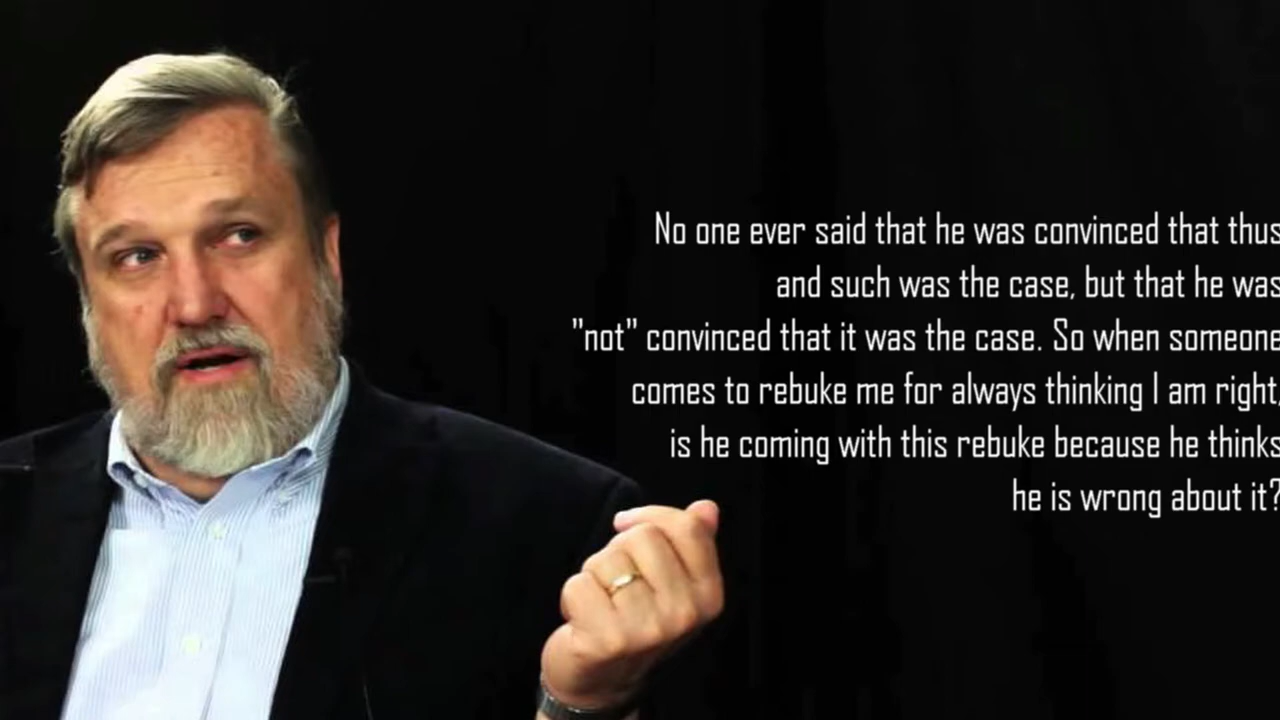 No one ever said that he was convinced that thus
and such was the case, but that he was
"not" convinced that it was the case. So when someone
comes to rebuke me for always thinking I am right,
is he coming with this rebuke because he thinks
he is wrong about it?